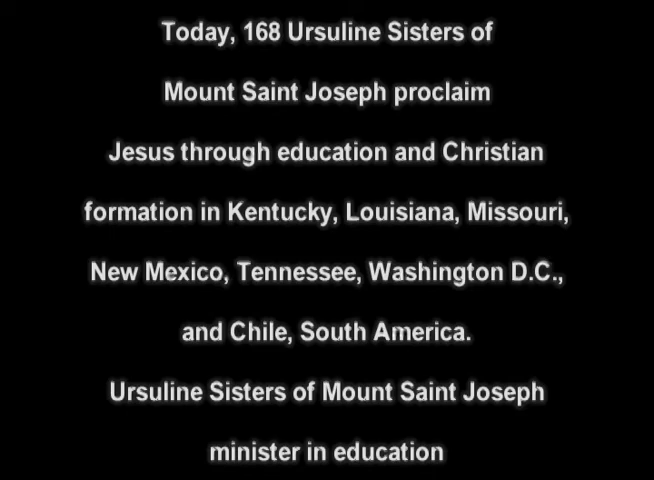 Today, 168 Ursuline Sisters of
Mount Saint Joseph proclaim
Jesus through education and Christian
formation in Kentucky, Louisiana, Missouri,
New Mexico, Tennessee, Washington D.C.,
and Chile, South America.
Ursuline Sisters of Mount Saint Joseph
minister in education